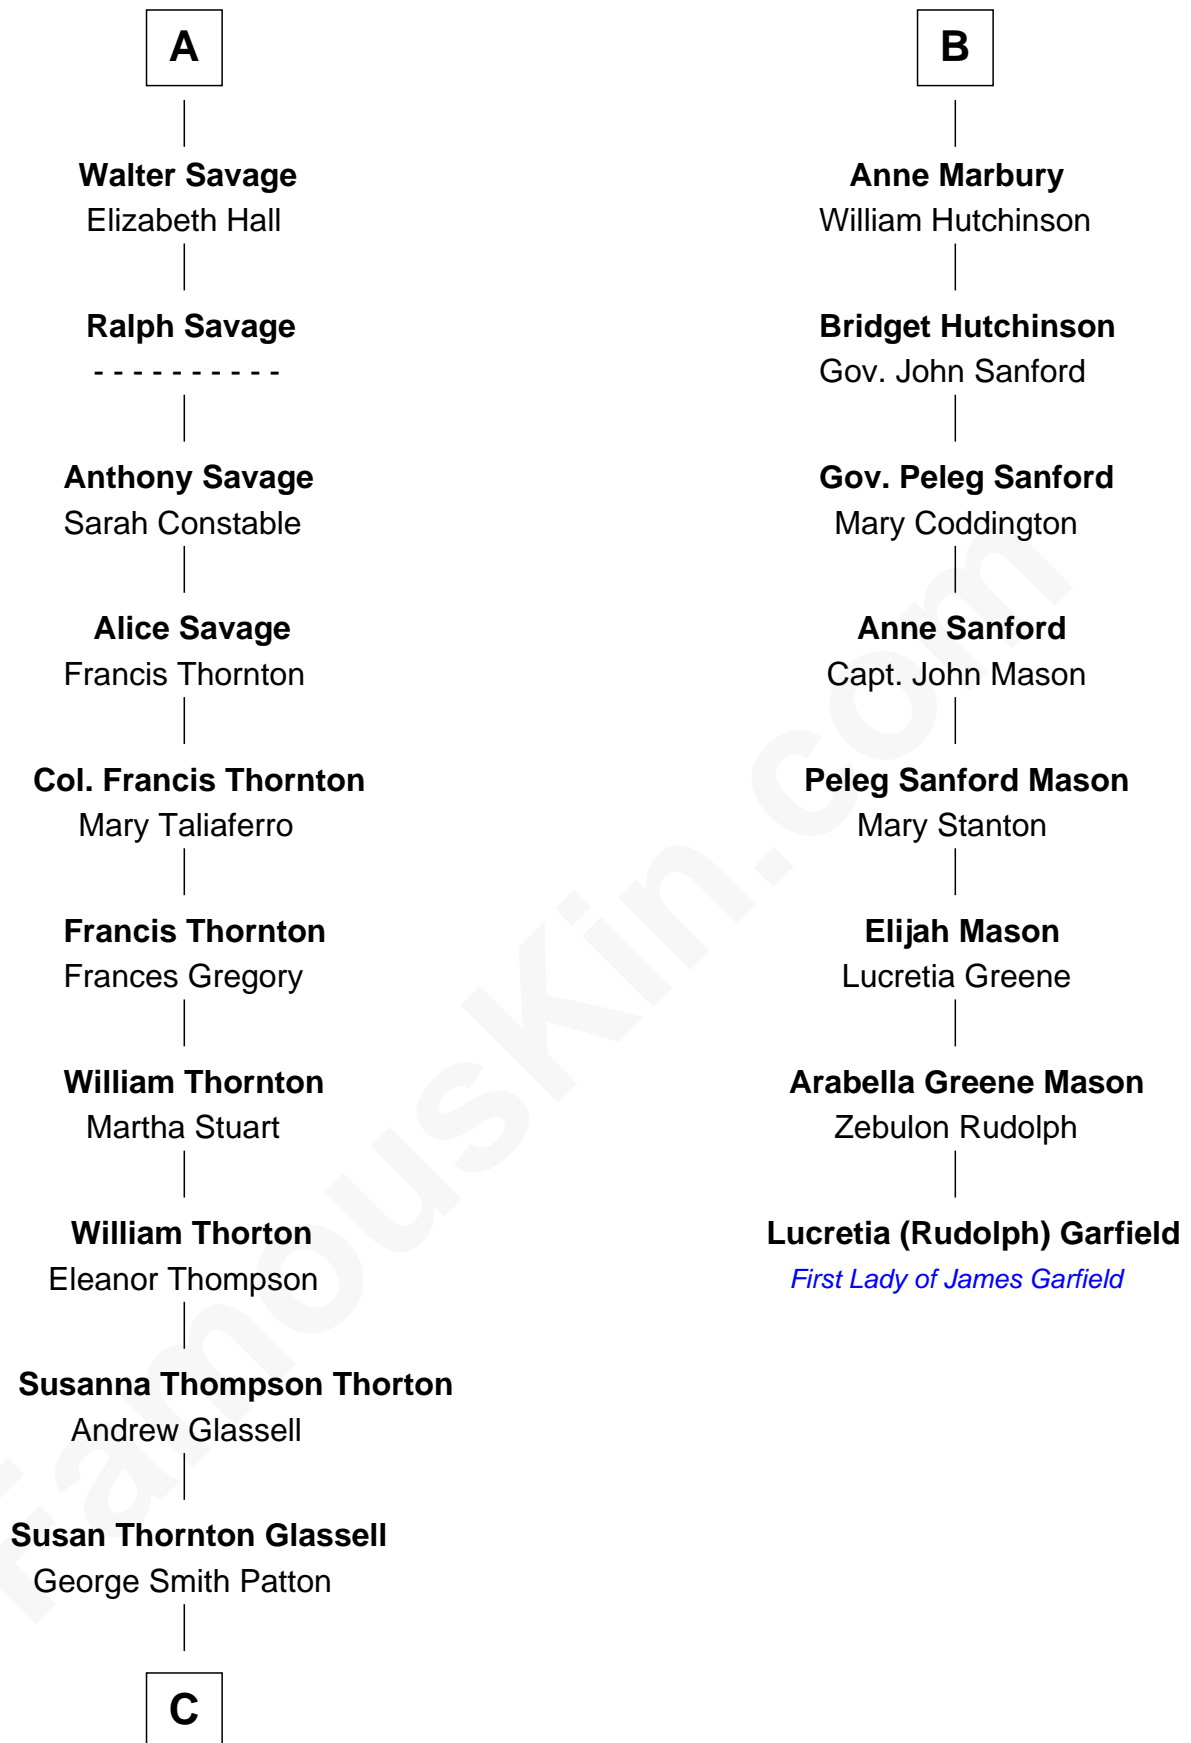 A
Walter Savage
Elizabeth Hall
Ralph Savage
- - - - - - - - - -
Anthony Savage
Sarah Constable
Alice Savage
Francis Thornton
Col. Francis Thornton
Mary Taliaferro
Francis Thornton
Frances Gregory
William Thornton
Martha Stuart
William Thorton
Eleanor Thompson
Susanna Thompson Thorton
Andrew Glassell
Susan Thornton Glassell
George Smith Patton
C
B
Anne Marbury
William Hutchinson
Bridget Hutchinson
Gov. John Sanford
Gov. Peleg Sanford
Mary Coddington
Anne Sanford
Capt. John Mason
Peleg Sanford Mason
Mary Stanton
Elijah Mason
Lucretia Greene
Arabella Greene Mason
Zebulon Rudolph
Lucretia (Rudolph) Garfield
First Lady of James Garfield
FamousKin.com